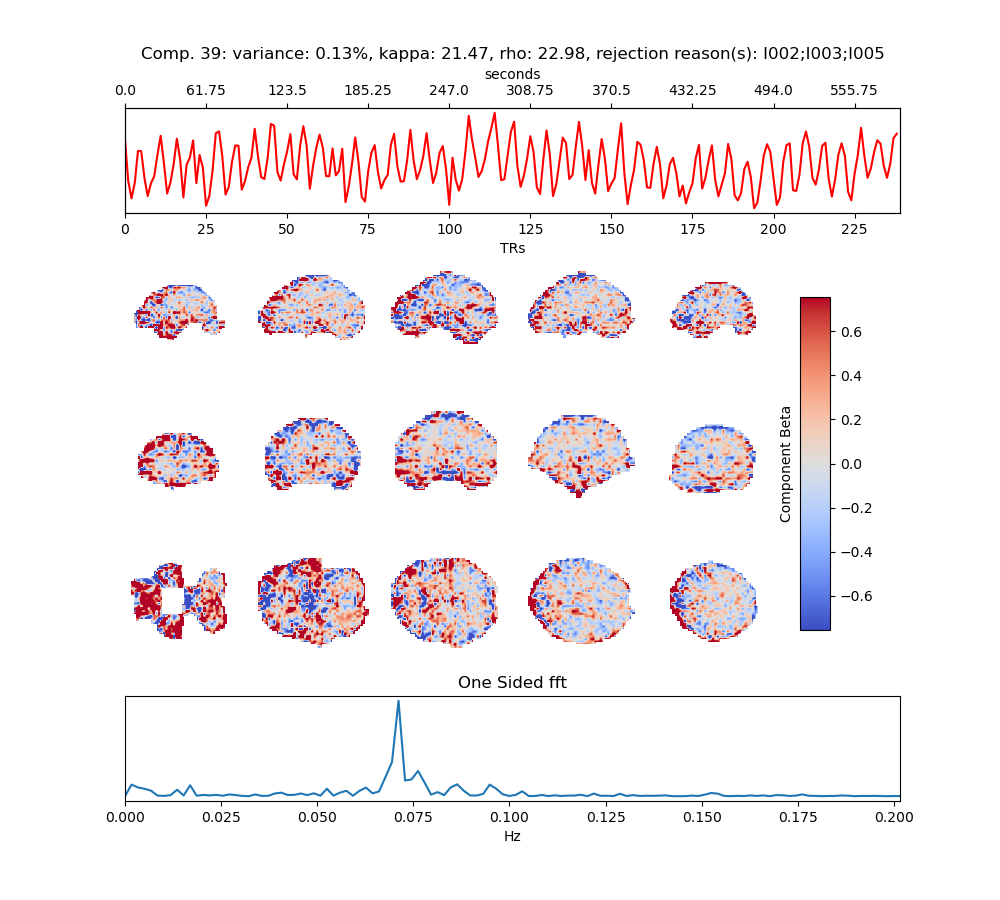 Comp. 39: variance: 0.13%, kappa: 21.47, rho: 22.98, rejection reason(s): I002;I003;I005
seconds
0.0 61.75 123.5 185.25 247.0 308.75 370.5 432.25 494.0 555.75
0 25 50 75 100 125 150 175 200 225
TRs
0.6
0.4
0.2
0.0
−0.2
−0.4
−0.6
Component Beta
One Sided fft
0.000 0.025 0.050 0.075 0.100 0.125 0.150 0.175 0.200
Hz